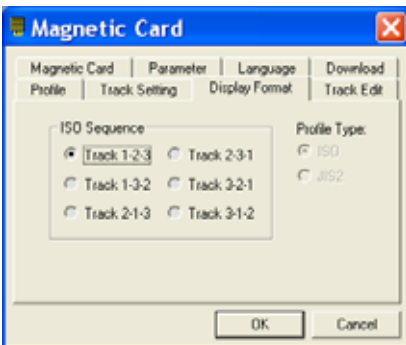 Magnetic Card
Magnetic Card Parameter Language Download
Profile Track Setting Display Format Track Edit
ISO Sequence Profile Type:
Track 1-2-3 Track 2-3-1 ISO
Track 1-3-2 Track 3-2-1 JIS2
Track 2-1-3 Track 3-1-2
OK Cancel